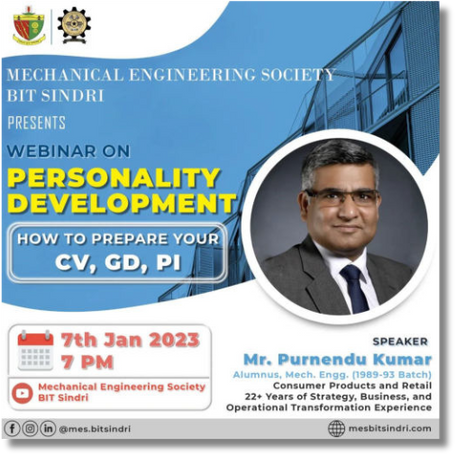 MECHANICAL ENGINEERING SOCIETY
BIT SINDRI
PRESENTS
WEBINAR ON
PERSONALITY
DEVELOPMENT
HOW TO PREPARE YOUR
CV, GD, PI
7th Jan 2023
7 PM
Mechanical Engineering Society
BIT Sindri
SPEAKER
Mr. Purnendu Kumar
Alumnus, Mech. Engg. (1989-93 Batch)
Consumer Products and Retail
22+ Years of Strategy, Business, and
Operational Transformation Experience
@mes.bitsindri
mesbitsindri.com